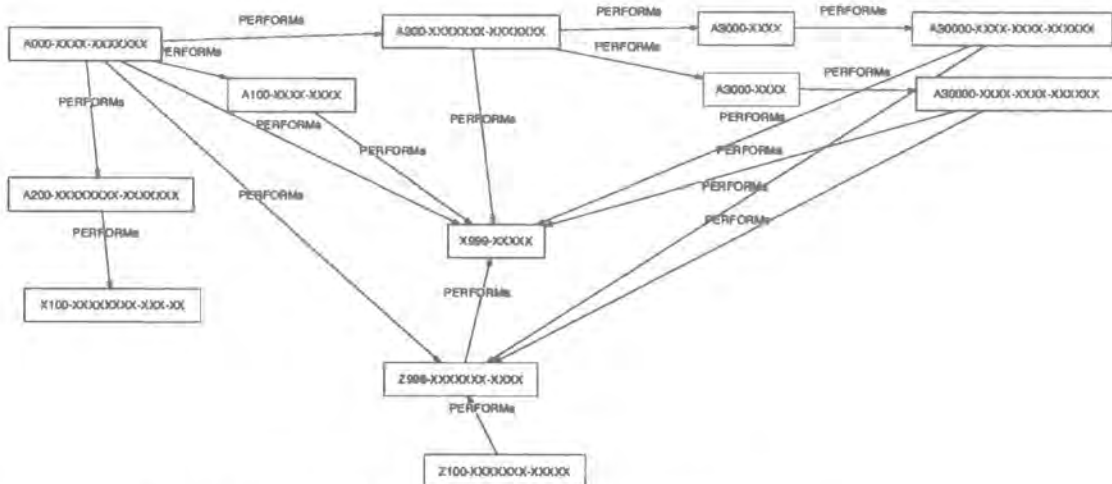 PERFORMs
PERFORMs
PERFORMs
A000-XXXX-XXXXXXX
A300-XXXXXXX-XXXXXXX
A3000-XXXX
A30000-XXXX-XXXX-XXXXXX
PERFORMs
PERFORMs
PERFORMs
A100-XXXX-XXXX
A3000-XXXX
A30000-XXXX-XXXX-XXXXXX
PERFORMs
PERFORMs
PERFORMs
PERFORMs
PERFORMs
PERFORMs
A200-XXXXXXXX-XXXXXXX
PERFORMs
PERFORMs
PERFORMs
PERFORMs
X999-XXXXX
X100-XXXXXXXX-XXX-XX
PERFORMs
Z998-XXXXXXX-XXXX
PERFORMs
Z100-XXXXXXX-XXXXX